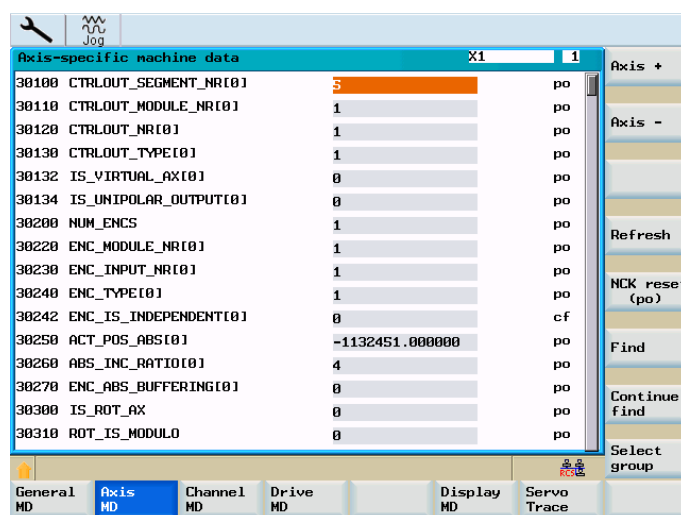 Jog
Axis-specific machine data X1 1
30100 CTRLOUT_SEGMENT_NR[0] 5 po
30110 CTRLOUT_MODULE_NR[0] 1 po
30120 CTRLOUT_NR[0] 1 po
30130 CTRLOUT_TYPE[0] 1 po
30132 IS_VIRTUAL_AX[0] 0 po
30134 IS_UNIPOLAR_OUTPUT[0] 0 po
30200 NUM_ENCS 1 po
30220 ENC_MODULE_NR[0] 1 po
30230 ENC_INPUT_NR[0] 1 po
30240 ENC_TYPE[0] 1 po
30242 ENC_IS_INDEPENDENT[0] 0 cf
30250 ACT_POS_ABS[0] -1132451.000000 po
30260 ABS_INC_RATIO[0] 4 po
30270 ENC_ABS_BUFFERING[0] 0 po
30300 IS_ROT_AX 0 po
30310 ROT_IS_MODULO 0 po
Axis +
Axis -
Refresh
NCK rese
(po)
Find
Continue
find
Select
group
RCS
General
MD
Axis
MD
Channel
MD
Drive
MD
Display
MD
Servo
Trace